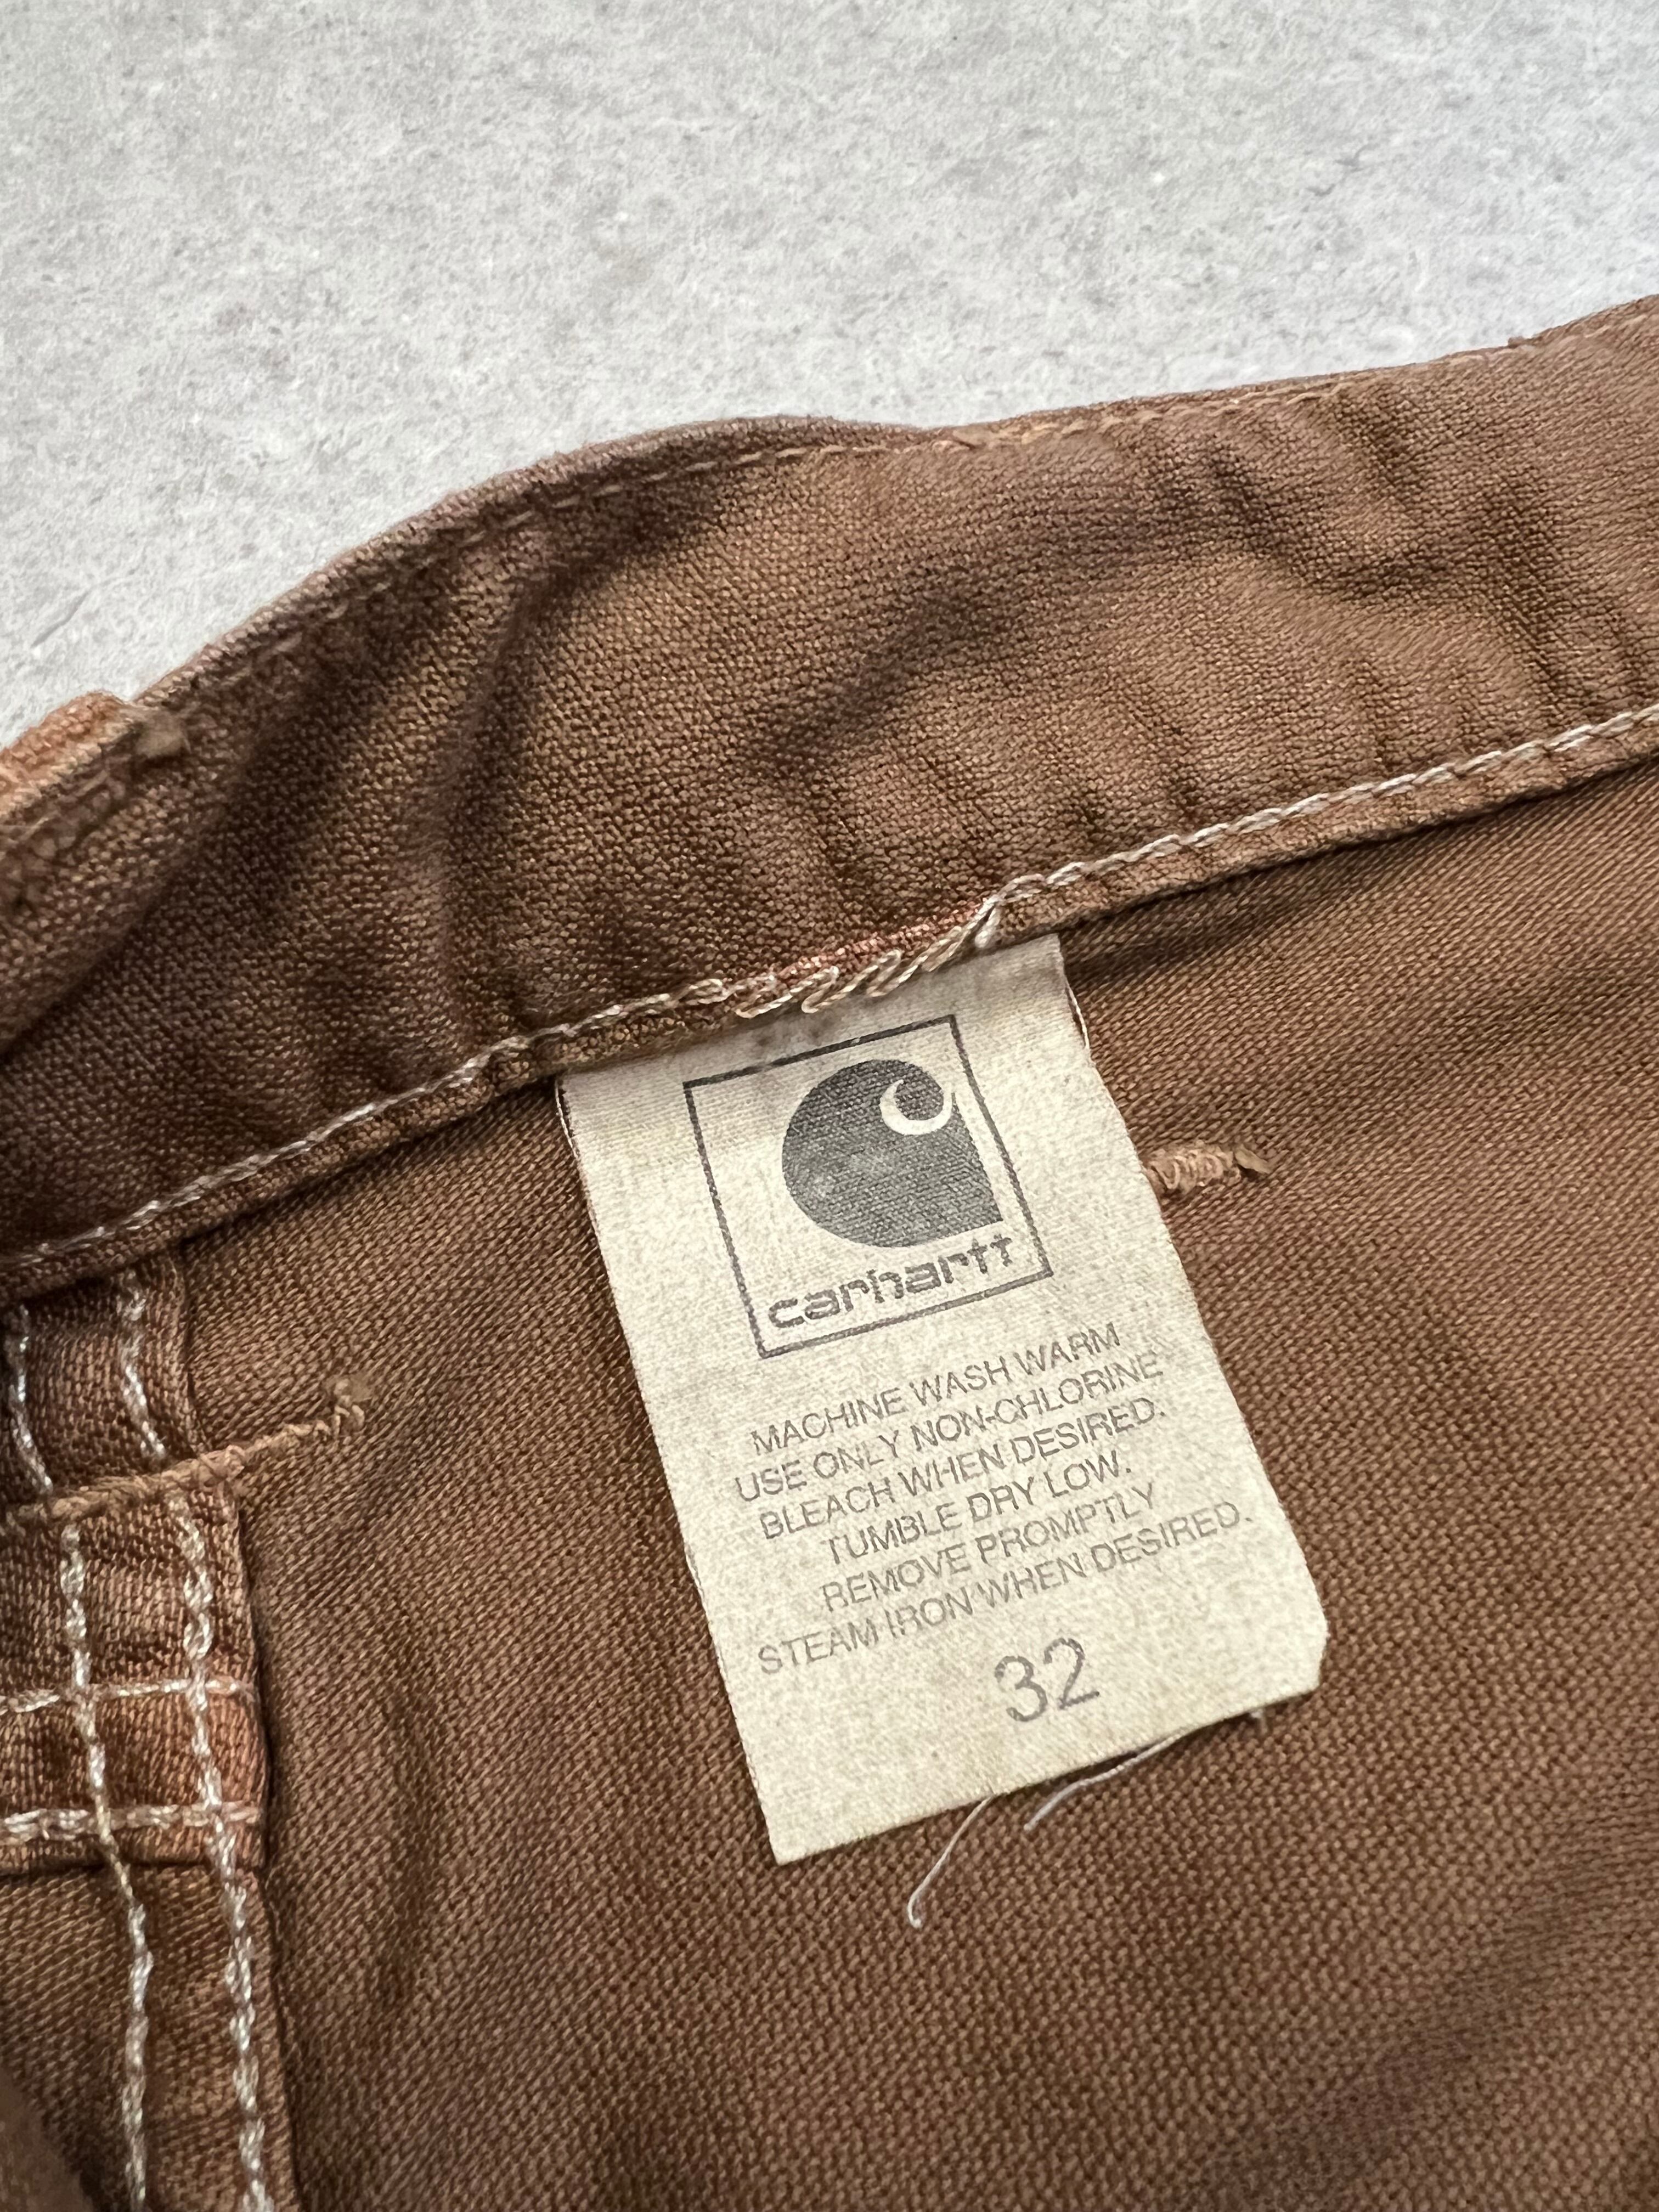 carhartt
MACHINE WASH WARM
USE ONLY NON-CHLORINE
BLEACH WHEN DESIRED.
TUMBLE DRY LOW.
REMOVE PROMPTLY
STEAM IRON WHEN DESIRED.
32